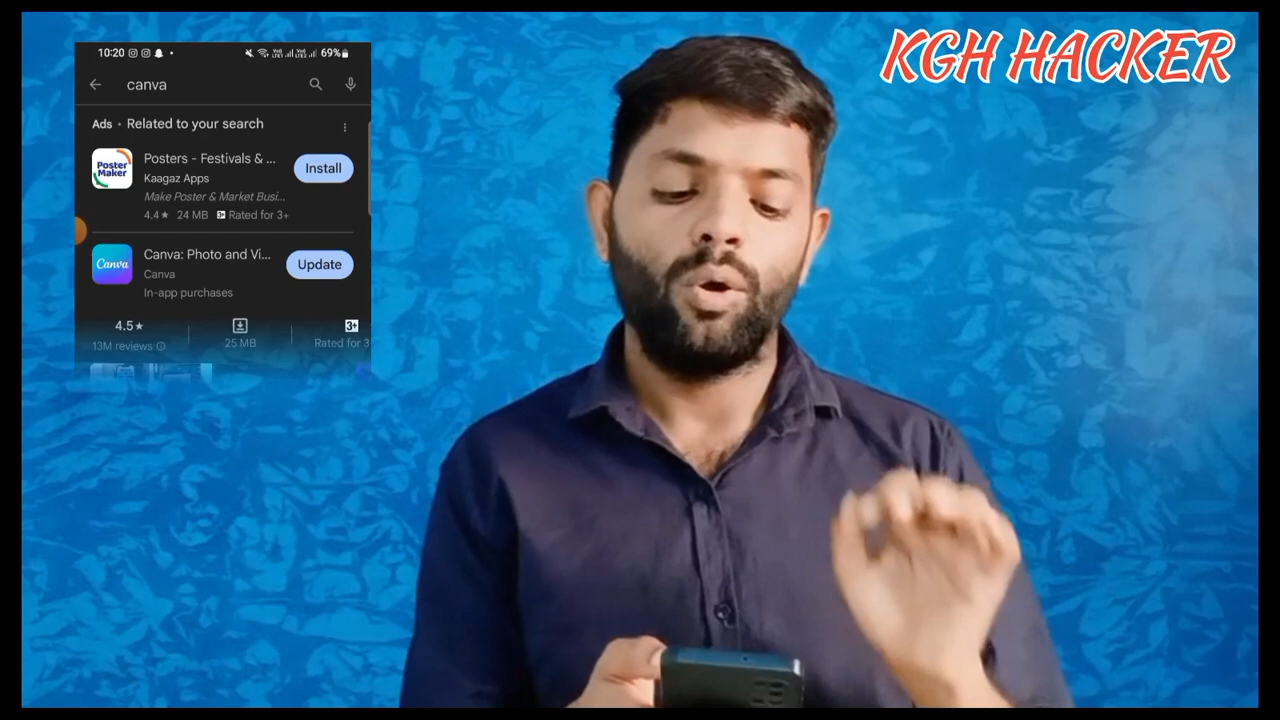 KGH HACKER
10:20
69%
canva
Ads • Related to your search
Poster Maker
Posters - Festivals & ...
Kaagaz Apps
Install
Make Poster & Market Busi...
4.4★ 24 MB 3+ Rated for 3+
Canva
Canva: Photo and Vi...
Canva
Update
In-app purchases
4.5★
3+
13M reviews
25 MB
Rated for 3